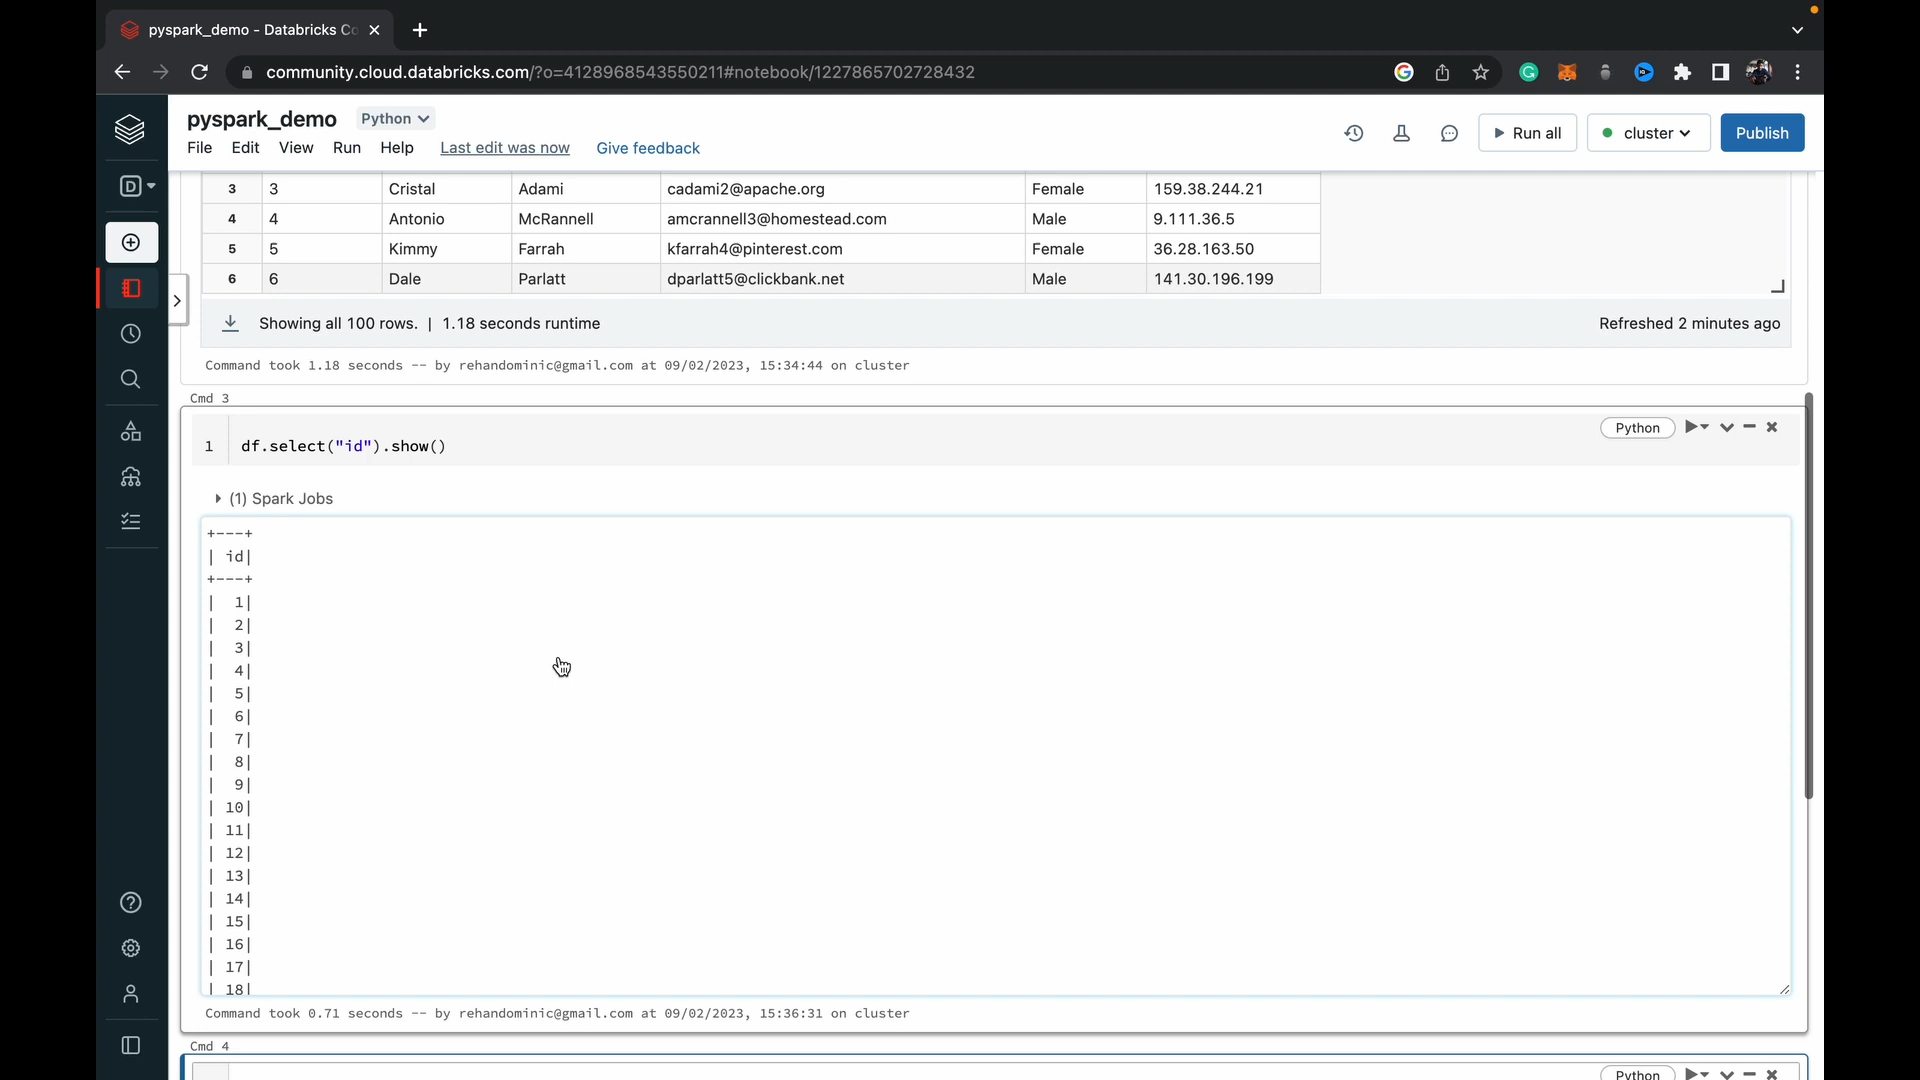 pyspark_demo - Databricks Co
community.cloud.databricks.com/?o=4128968543550211#notebook/1227865702728432
pyspark_demo Python
File Edit View Run Help Last edit was now Give feedback
Run all cluster Publish
D
3 3 Cristal Adami cadami2@apache.org Female 159.38.244.21
4 4 Antonio McRannell amcrannell3@homestead.com Male 9.111.36.5
5 5 Kimmy Farrah kfarrah4@pinterest.com Female 36.28.163.50
6 6 Dale Parlatt dparlatt5@clickbank.net Male 141.30.196.199
Showing all 100 rows. | 1.18 seconds runtime Refreshed 2 minutes ago
Command took 1.18 seconds -- by rehandominic@gmail.com at 09/02/2023, 15:34:44 on cluster
Cmd 3
Python
1 df.select("id").show()
(1) Spark Jobs
+---+
| id|
+---+
|  1|
|  2|
|  3|
|  4|
|  5|
|  6|
|  7|
|  8|
|  9|
| 10|
| 11|
| 12|
| 13|
| 14|
| 15|
| 16|
| 17|
| 18|
Command took 0.71 seconds -- by rehandominic@gmail.com at 09/02/2023, 15:36:31 on cluster
Cmd 4
Python